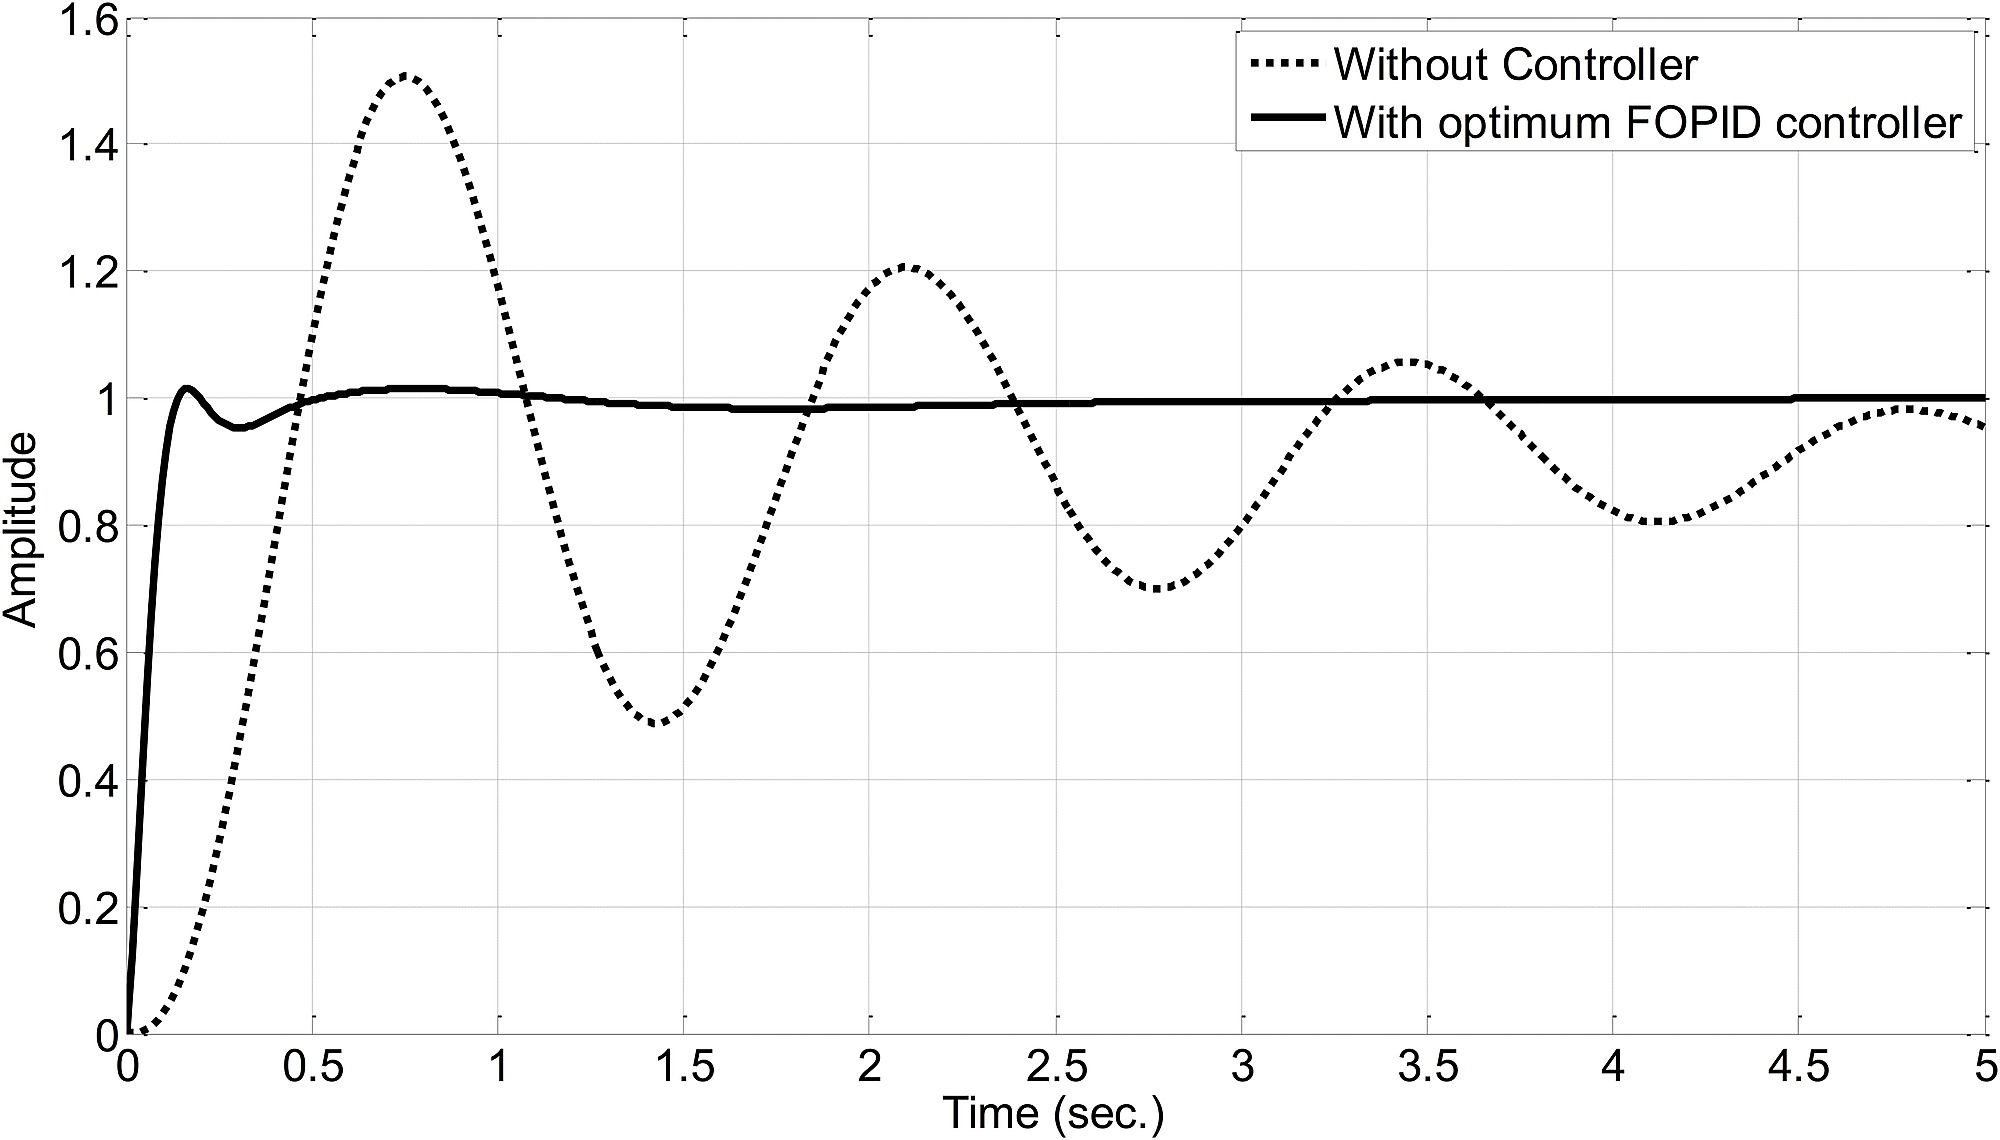 1.6
Without Controller
With optimum FOPID controller
1.4
1.2
1
0.8
0.6
0.4
0.2
0
Amplitude
0 0.5 1 1.5 2 2.5 3 3.5 4 4.5 5
Time (sec.)